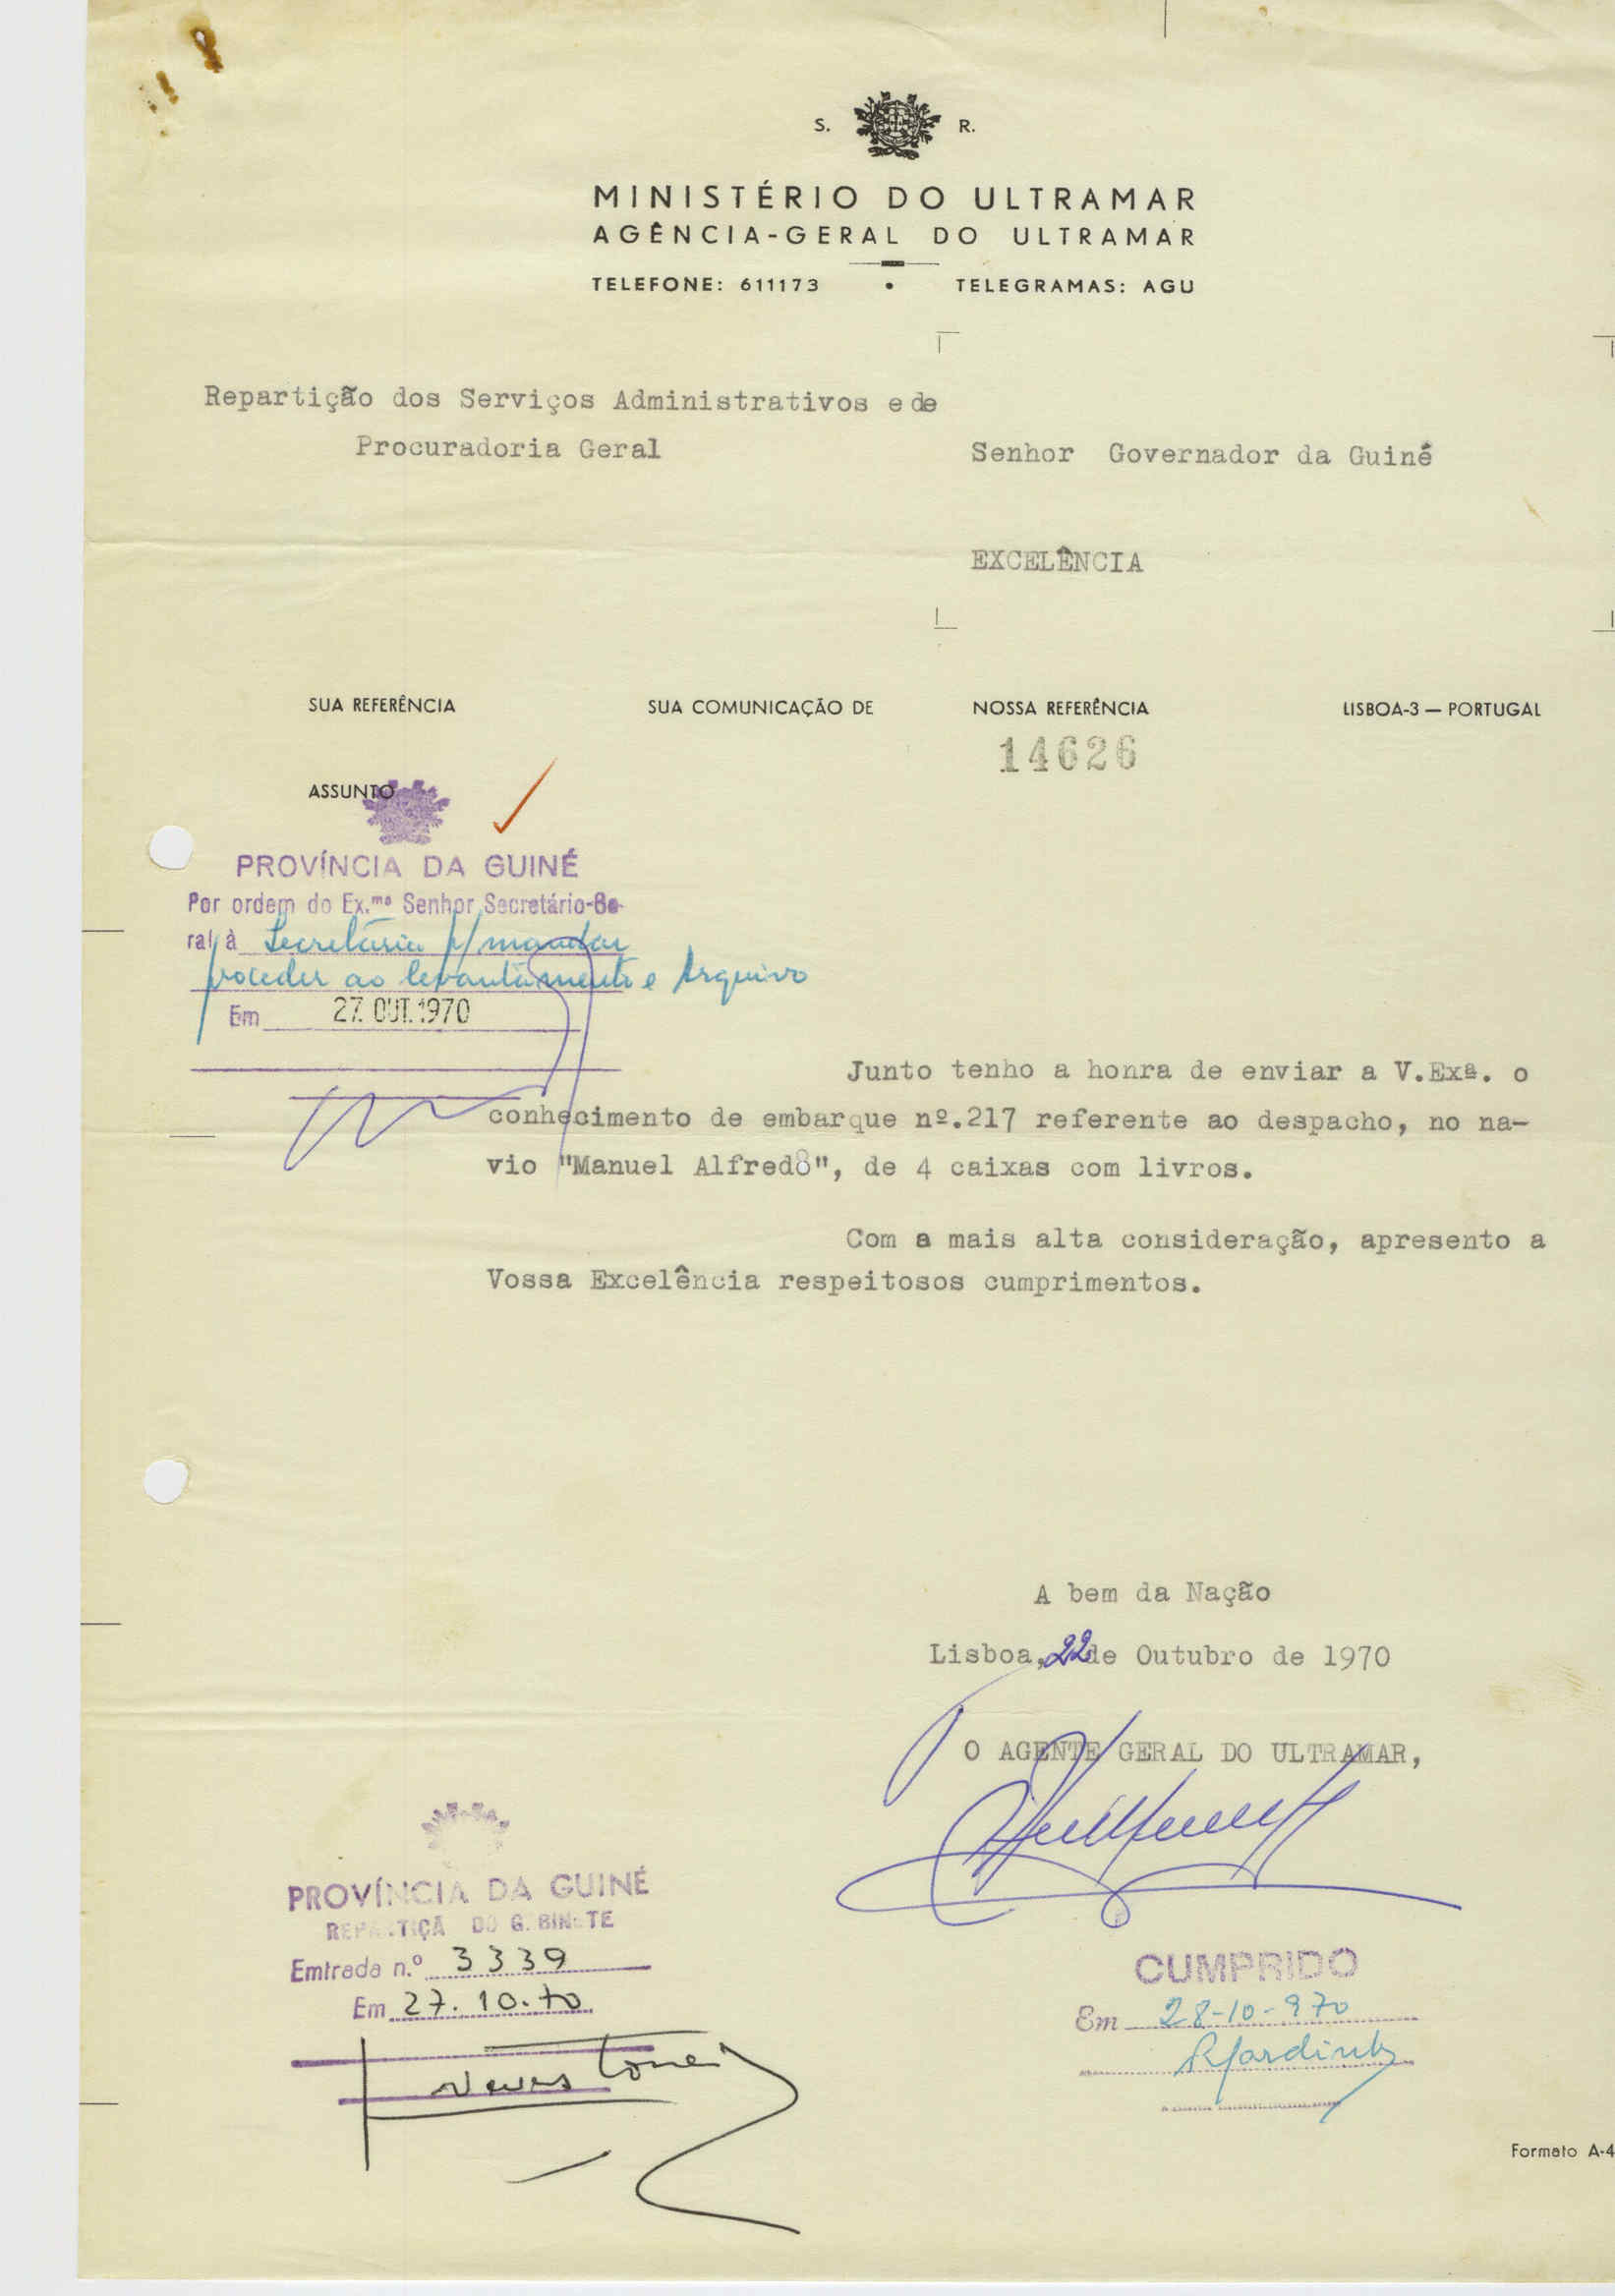 S. R.
MINISTÉRIO DO ULTRAMAR
AGÊNCIA-GERAL DO ULTRAMAR
TELEFONE: 611173 • TELEGRAMAS: AGU
Repartição dos Serviços Administrativos e de
Procuradoria Geral
Senhor Governador da Guiné
EXCELÊNCIA
SUA REFERÊNCIA SUA COMUNICAÇÃO DE NOSSA REFERÊNCIA LISBOA-3 — PORTUGAL
14626
ASSUNTO
PROVÍNCIA DA GUINÉ
Por ordem do Ex.mo Senhor Secretário-Ge-
ral à Secretaria p/ mandar
proceder ao levantamento e Arquivo
Em 27. OUT. 1970
Junto tenho a honra de enviar a V.Exª. o
conhecimento de embarque nº.217 referente ao despacho, no na-
vio "Manuel Alfredo", de 4 caixas com livros.
Com a mais alta consideração, apresento a
Vossa Excelência respeitosos cumprimentos.
A bem da Nação
Lisboa, 22 de Outubro de 1970
O AGENTE GERAL DO ULTRAMAR,
PROVÍNCIA DA GUINÉ
REPARTIÇÃ DO GABINETE
Entrada n.º 3339
Em 27.10.70
CUMPRIDO
Em 28-10-970
Formato A-4